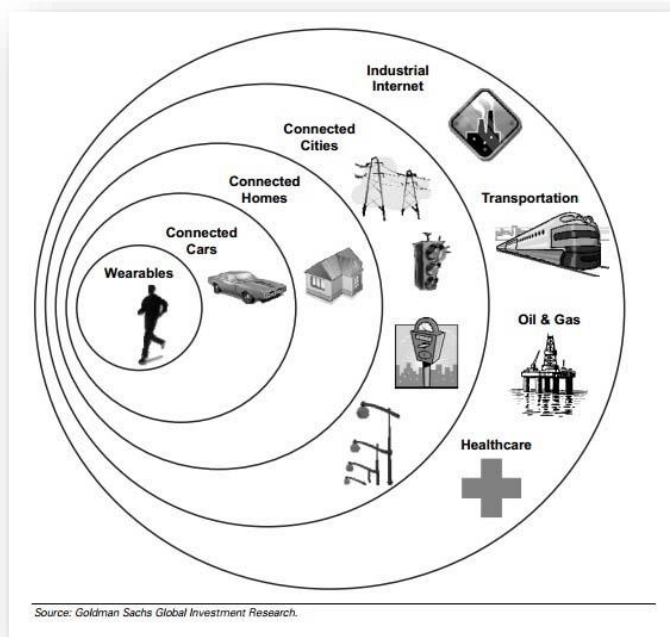 Industrial
Internet
Connected
Cities
Connected
Homes
Transportation
Connected
Cars
Wearables
Oil & Gas
Healthcare
Source: Goldman Sachs Global Investment Research.